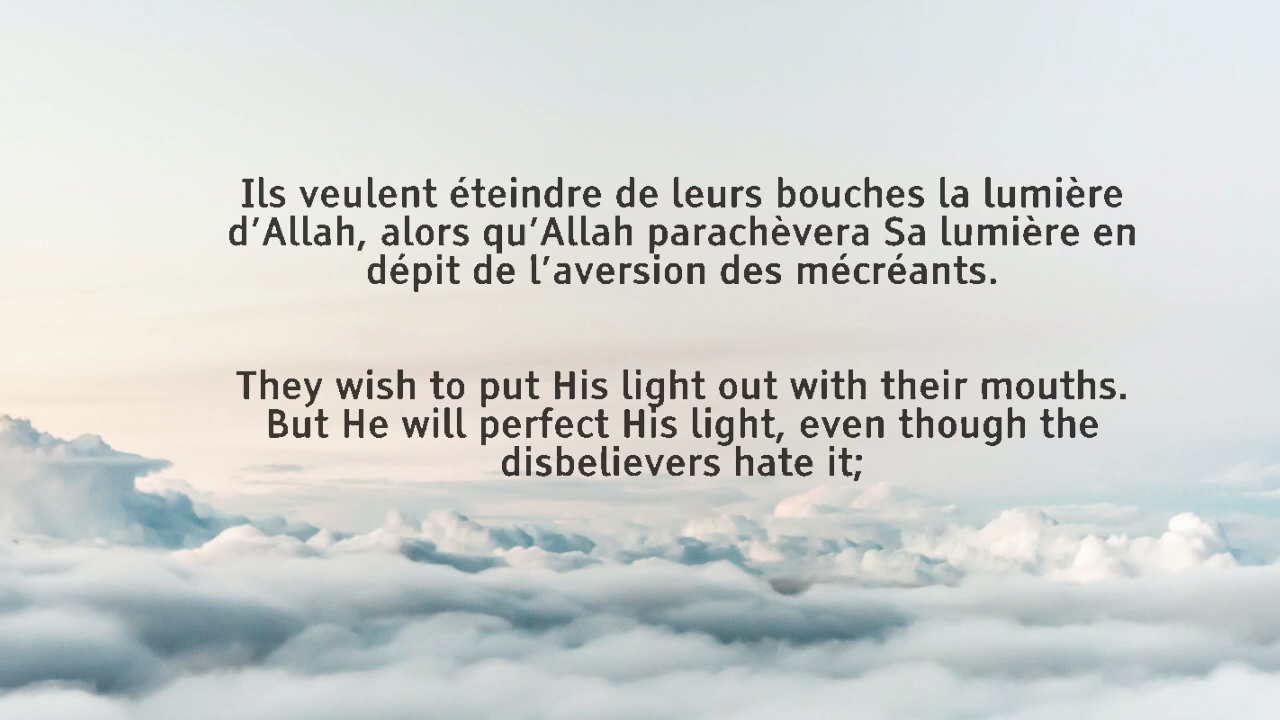 Ils veulent éteindre de leurs bouches la lumière
d’Allah, alors qu’Allah parachèvera Sa lumière en
dépit de l’aversion des mécréants.
They wish to put His light out with their mouths.
But He will perfect His light, even though the
disbelievers hate it;